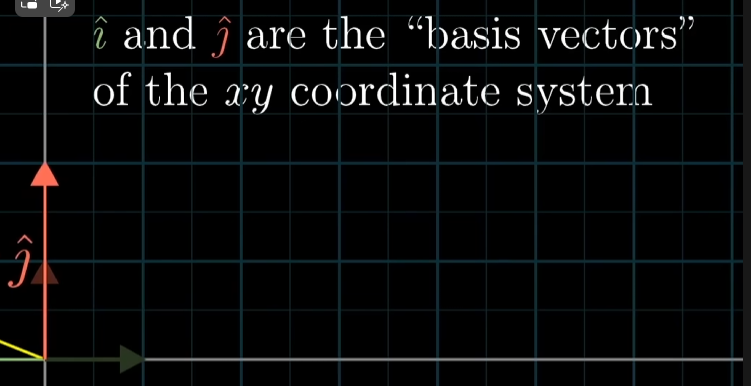 î and ĵ are the “basis vectors”
of the xy coordinate system
ĵ